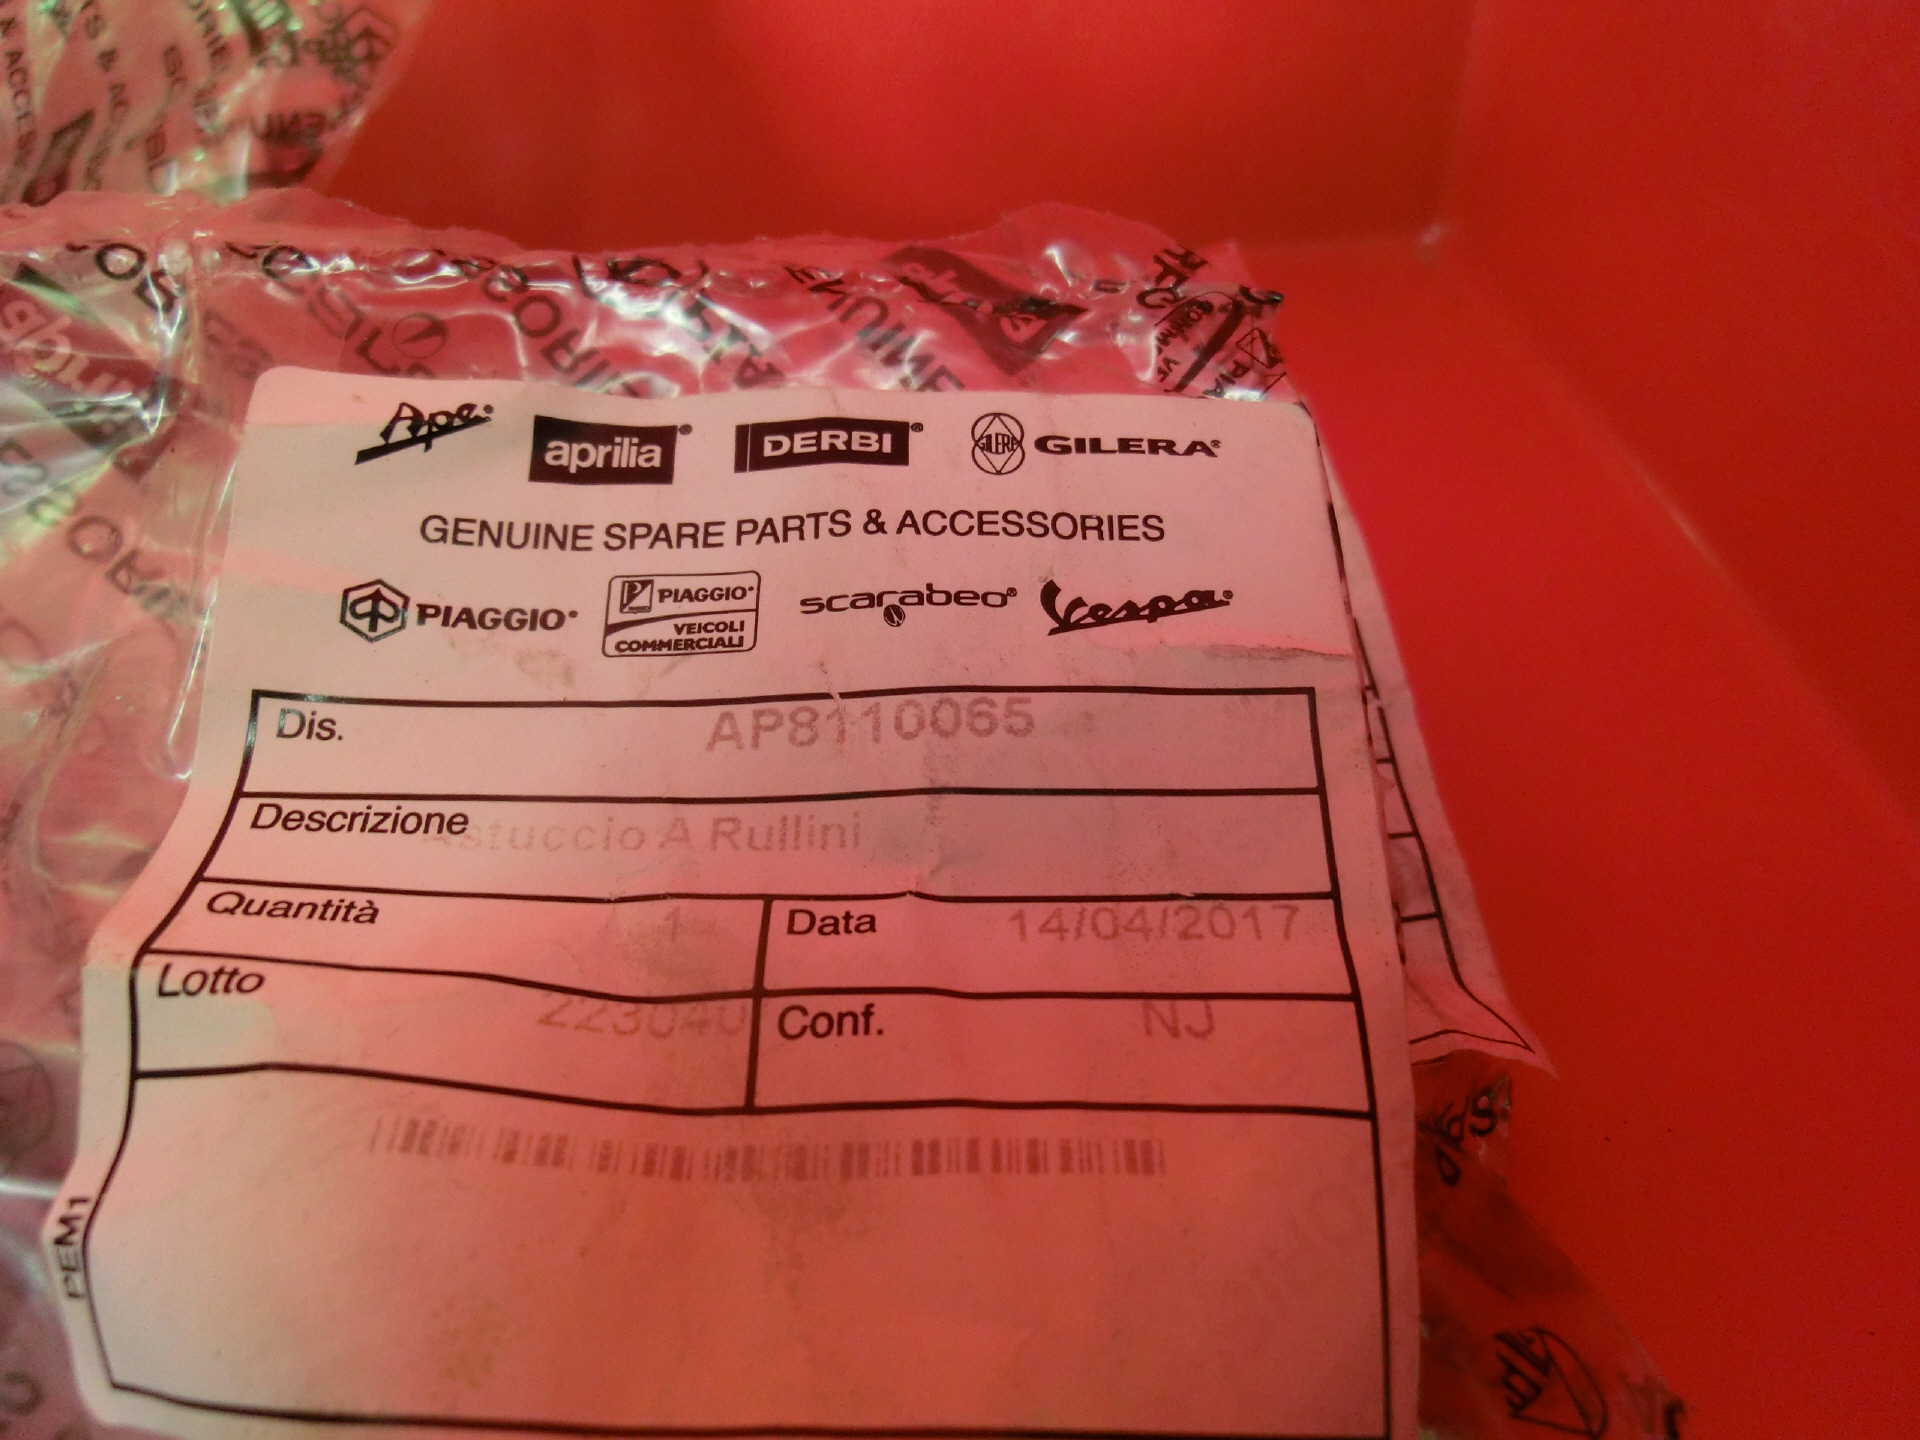 Ape®
aprilia®
DERBI®
GILERA GILERA®
GENUINE SPARE PARTS & ACCESSORIES
PIAGGIO®
PIAGGIO®
VEICOLI
COMMERCIALI
scarabeo®
Vespa®
Dis. AP8110065
Descrizione Astuccio A Rullini
Quantità 1 Data 14/04/2017
Lotto 223040 Conf. NJ
PEM1